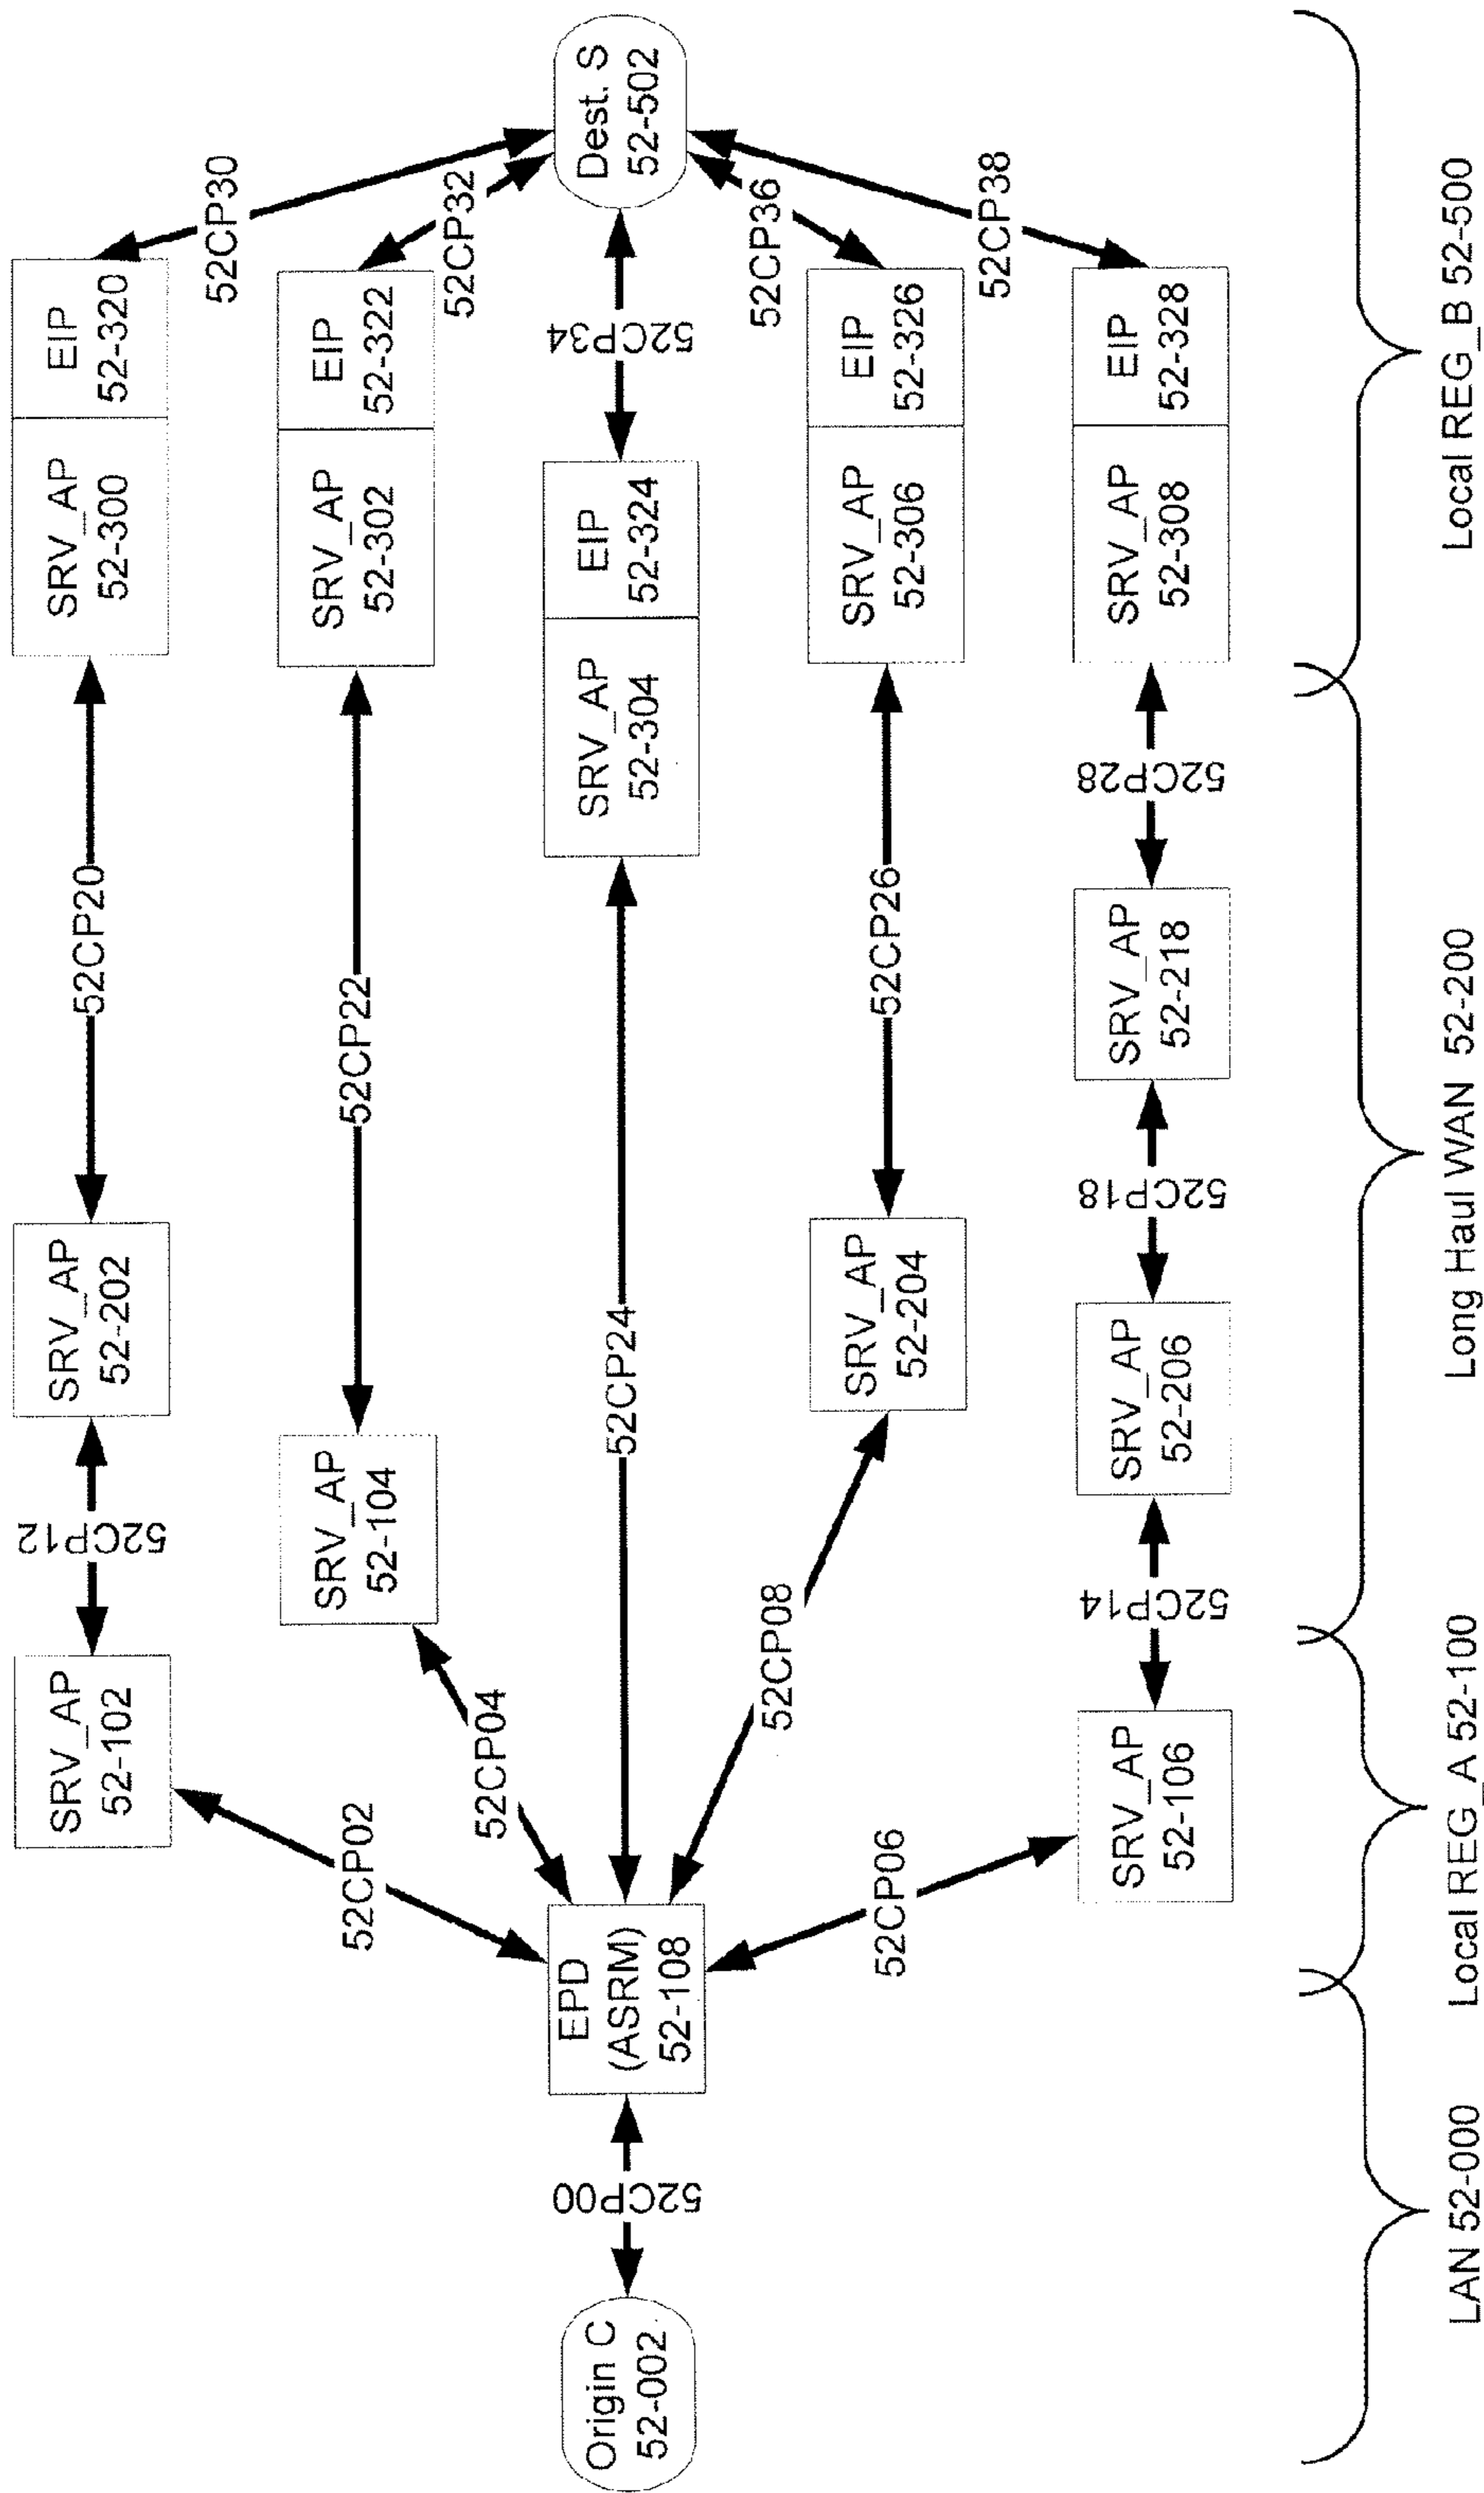 Origin C
52-002
52CP00
EPD
(ASRM)
52-108
52CP02
52CP04
52CP24
52CP08
52CP06
SRV_AP
52-102
52CP12
SRV_AP
52-202
52CP20
SRV_AP
52-300
EIP
52-320
52CP30
SRV_AP
52-104
52CP22
SRV_AP
52-302
EIP
52-322
52CP32
SRV_AP
52-304
EIP
52-324
52CP34
SRV_AP
52-204
52CP26
SRV_AP
52-306
EIP
52-326
52CP36
SRV_AP
52-106
52CP14
SRV_AP
52-206
52CP18
SRV_AP
52-218
52CP28
SRV_AP
52-308
EIP
52-328
52CP38
Dest. S
52-502
LAN 52-000
Local REG_A 52-100
Long Haul WAN 52-200
Local REG_B 52-500